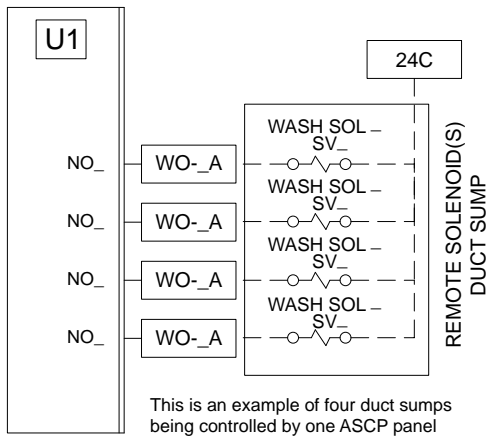 U1
24C
WASH SOL _
SV_
NO_
WO-_A
WASH SOL _
SV_
NO_
WO-_A
WASH SOL _
SV_
NO_
WO-_A
WASH SOL _
SV_
NO_
WO-_A
REMOTE SOLENOID(S)
DUCT SUMP
This is an example of four duct sumps
being controlled by one ASCP panel